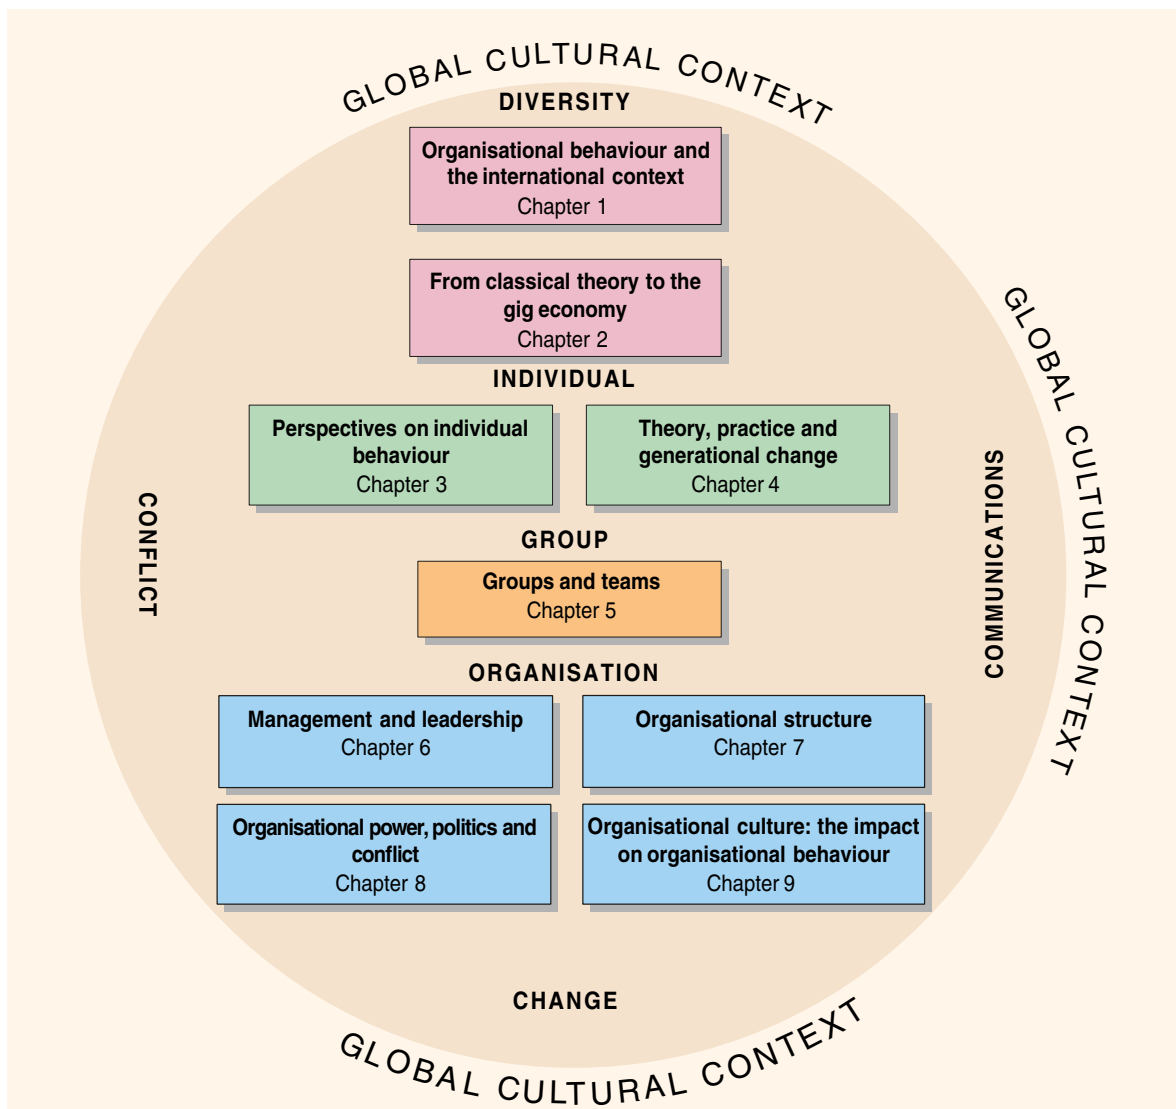 GLOBAL CULTURAL CONTEXT
DIVERSITY
Organisational behaviour and
the international context
Chapter 1
From classical theory to the
gig economy
Chapter 2
INDIVIDUAL
Perspectives on individual
behaviour
Chapter 3
Theory, practice and
generational change
Chapter 4
CONFLICT
COMMUNICATIONS
GLOBAL CULTURAL CONTEXT
GROUP
Groups and teams
Chapter 5
ORGANISATION
Management and leadership
Chapter 6
Organisational structure
Chapter 7
Organisational power, politics and
conflict
Chapter 8
Organisational culture: the impact
on organisational behaviour
Chapter 9
CHANGE
GLOBAL CULTURAL CONTEXT